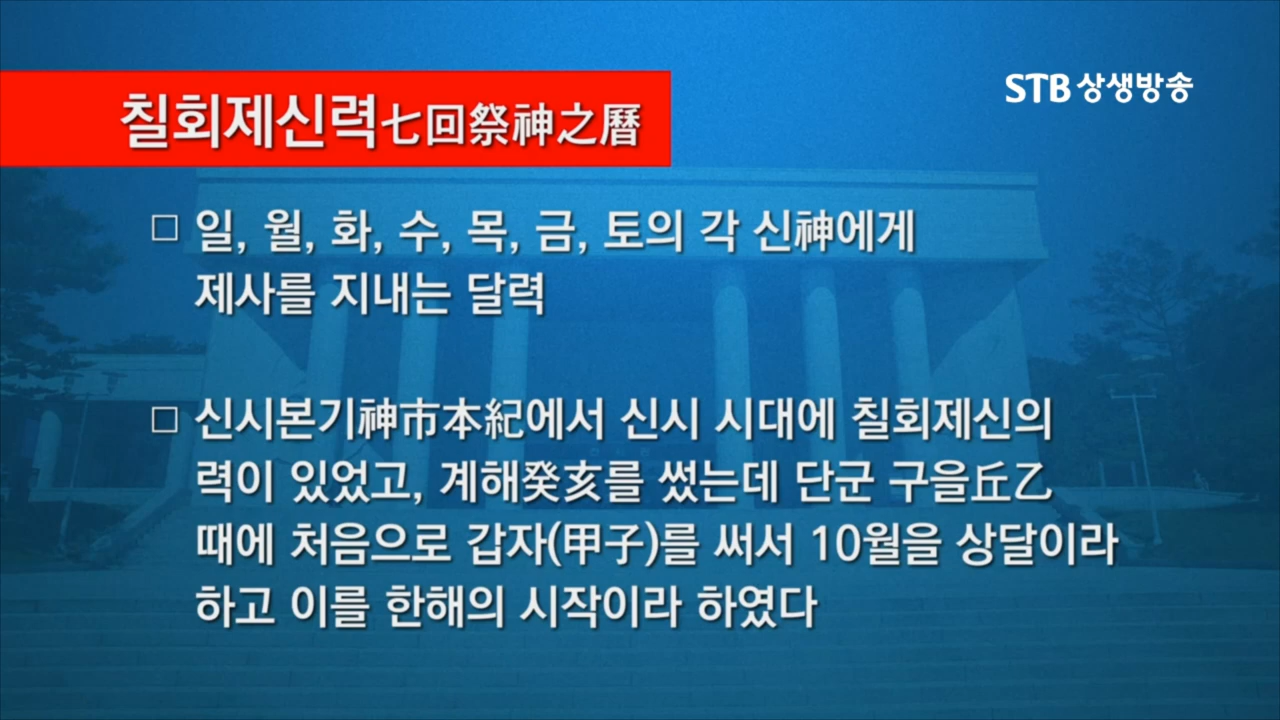 STB 상생방송
칠회제신력七回祭神之曆
□ 일, 월, 화, 수, 목, 금, 토의 각 신神에게
제사를 지내는 달력
□ 신시본기神市本紀에서 신시 시대에 칠회제신의
력이 있었고, 계해癸亥를 썼는데 단군 구을丘乙
때에 처음으로 갑자(甲子)를 써서 10월을 상달이라
하고 이를 한해의 시작이라 하였다